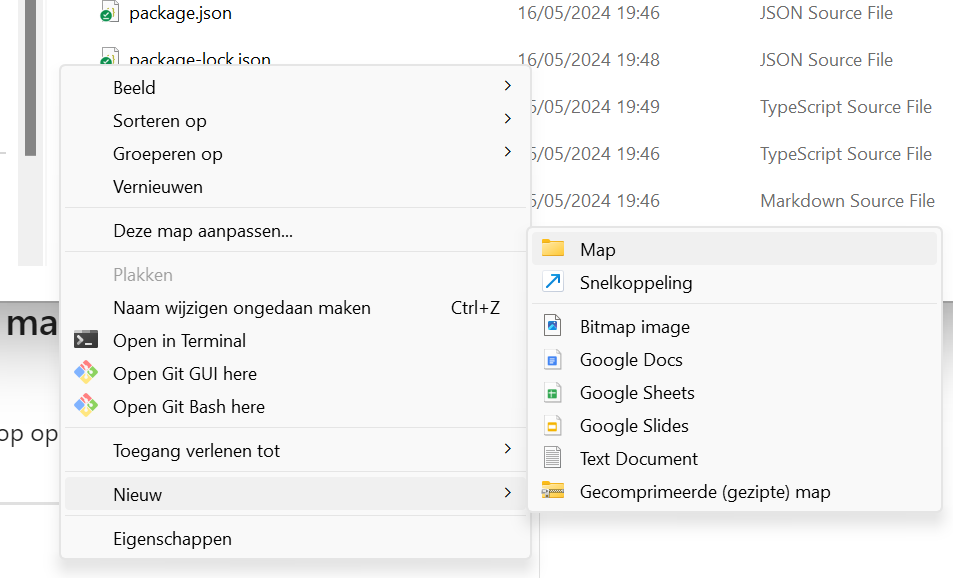 package.json 16/05/2024 19:46 JSON Source File
package-lock.json 16/05/2024 19:48 JSON Source File
5/05/2024 19:49 TypeScript Source File
5/05/2024 19:46 TypeScript Source File
5/05/2024 19:46 Markdown Source File
Beeld
Sorteren op
Groeperen op
Vernieuwen
Deze map aanpassen...
Plakken
Naam wijzigen ongedaan maken Ctrl+Z
Open in Terminal
Open Git GUI here
Open Git Bash here
Toegang verlenen tot
Nieuw
Eigenschappen
Map
Snelkoppeling
Bitmap image
Google Docs
Google Sheets
Google Slides
Text Document
Gecomprimeerde (gezipte) map
ma
op op